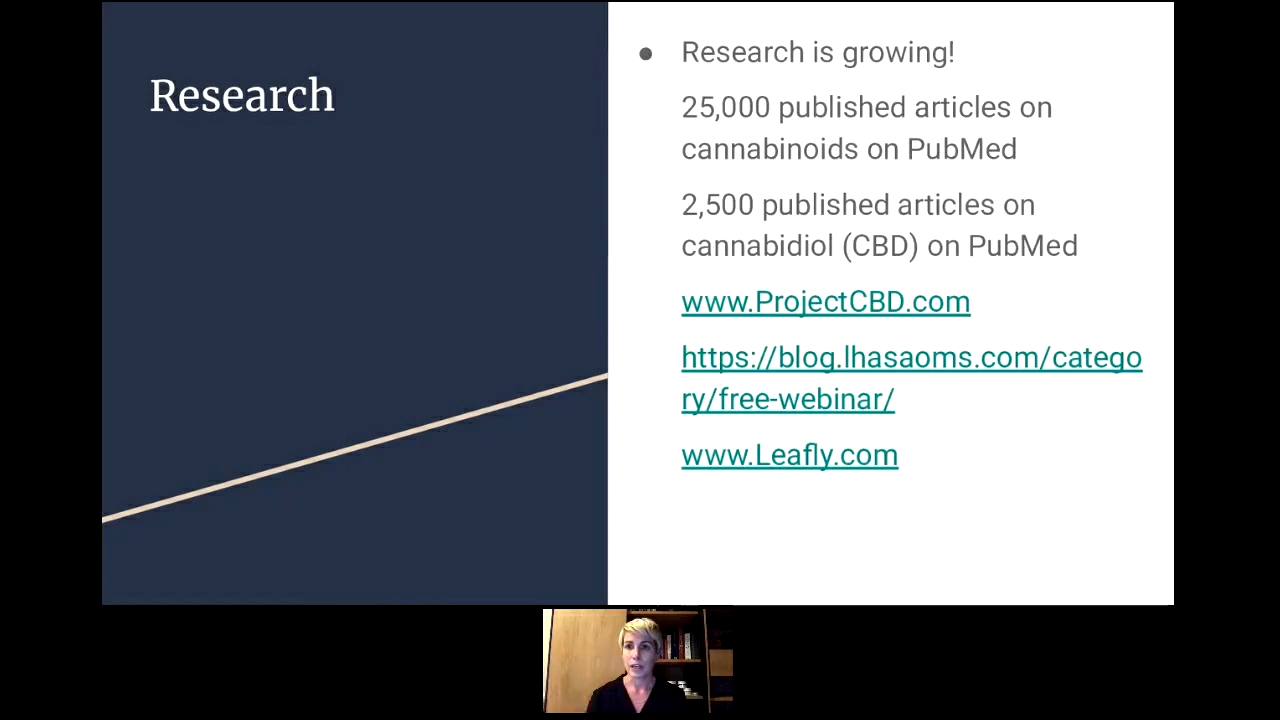 Research
● Research is growing!
25,000 published articles on
cannabinoids on PubMed
2,500 published articles on
cannabidiol (CBD) on PubMed
www.ProjectCBD.com
https://blog.lhasaoms.com/catego
ry/free-webinar/
www.Leafly.com